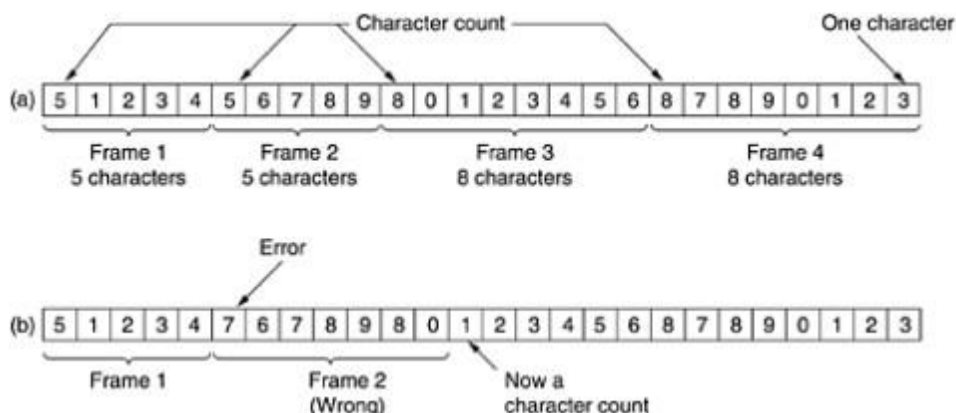 Character count One character
(a) 5 1 2 3 4 5 6 7 8 9 8 0 1 2 3 4 5 6 8 7 8 9 0 1 2 3
Frame 1 Frame 2 Frame 3 Frame 4
5 characters 5 characters 8 characters 8 characters
Error
(b) 5 1 2 3 4 7 6 7 8 9 8 0 1 2 3 4 5 6 8 7 8 9 0 1 2 3
Frame 1 Frame 2 Now a
(Wrong) character count